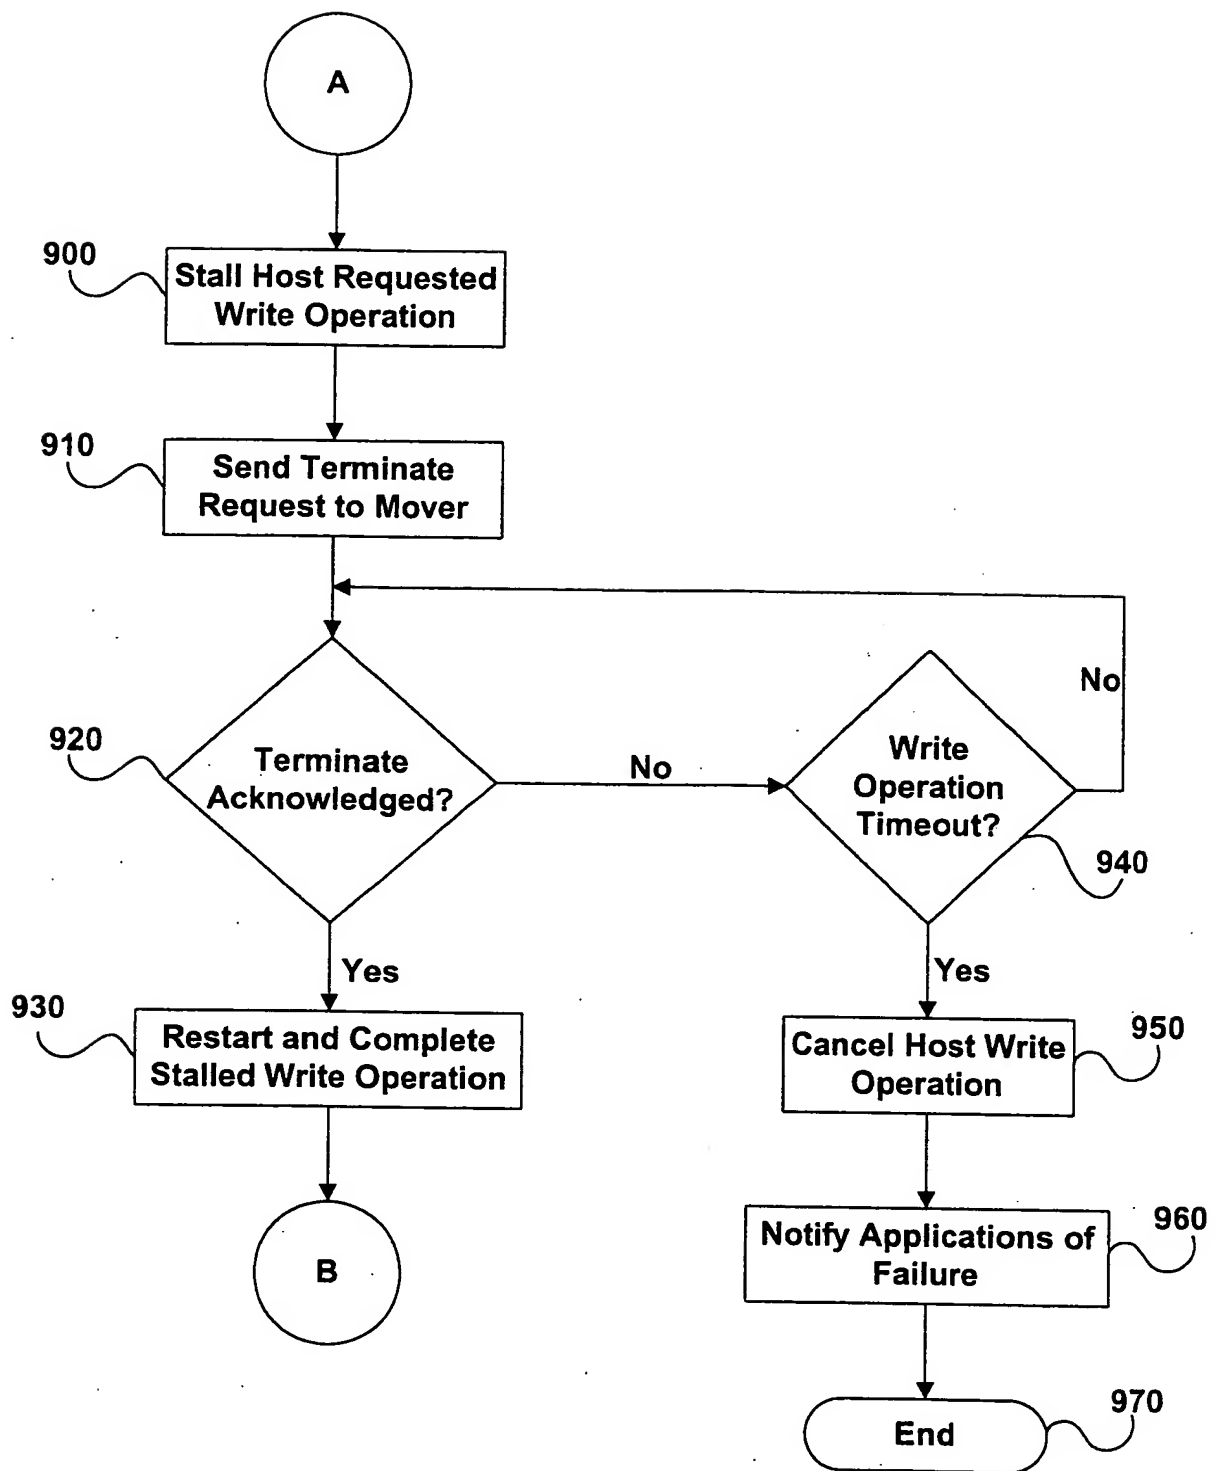 A
900
Stall Host Requested
Write Operation
910
Send Terminate
Request to Mover
No
920
Terminate
Acknowledged?
No
Write
Operation
Timeout?
940
Yes
Yes
930
Restart and Complete
Stalled Write Operation
950
Cancel Host Write
Operation
960
Notify Applications of
Failure
B
970
End